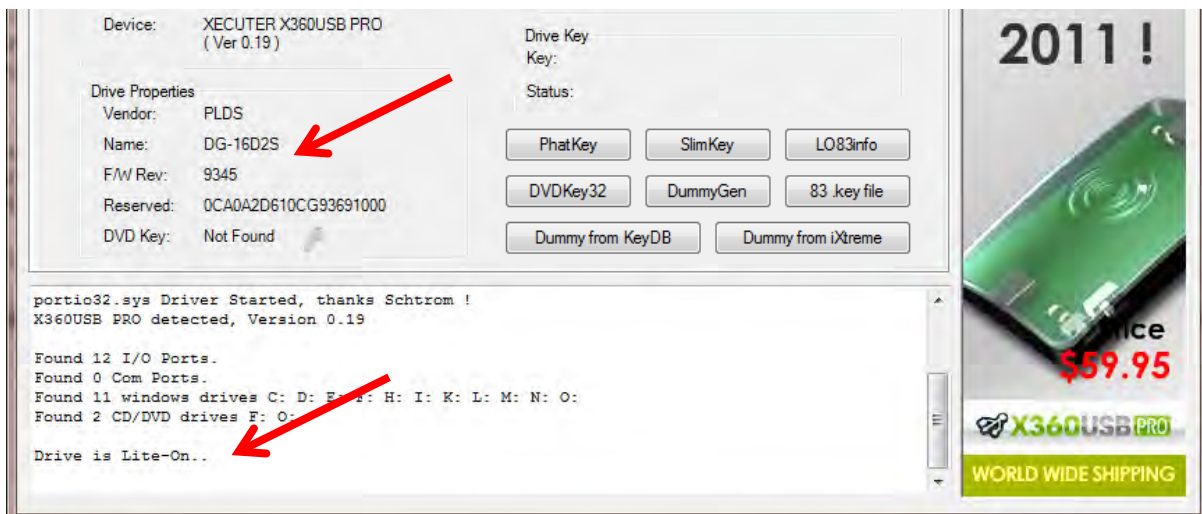 Device: XECUTER X360USB PRO
( Ver 0.19 )
Drive Properties
Vendor: PLDS
Name: DG-16D2S
F/W Rev: 9345
Reserved: 0CA0A2D610CG93691000
DVD Key: Not Found
Drive Key
Key:
Status:
PhatKey SlimKey LO83info
DVDKey32 DummyGen 83 .key file
Dummy from KeyDB Dummy from iXtreme
portio32.sys Driver Started, thanks Schtrom !
X360USB PRO detected, Version 0.19
Found 12 I/O Ports.
Found 0 Com Ports.
Found 11 windows drives C: D: E: F: H: I: K: L: M: N: O:
Found 2 CD/DVD drives F: O:
Drive is Lite-On..
2011 !
$59.95
X360USB PRO
WORLD WIDE SHIPPING